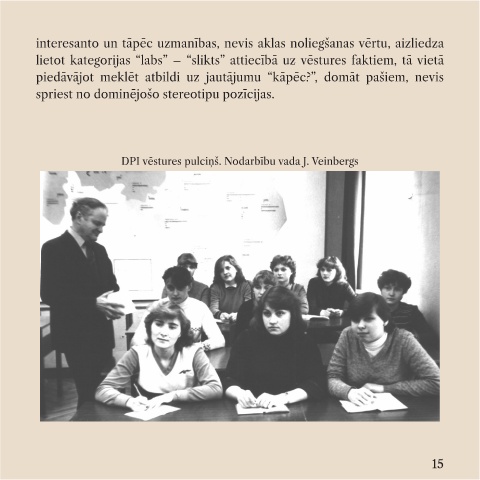 interesanto un tāpēc uzmanības, nevis aklas noliegšanas vērtu, aizliedza
lietot kategorijas “labs” – “slikts” attiecībā uz vēstures faktiem, tā vietā
piedāvājot meklēt atbildi uz jautājumu “kāpēc?”, domāt pašiem, nevis
spriest no dominējošo stereotipu pozīcijas.
DPI vēstures pulciņš. Nodarbību vada J. Veinbergs
15